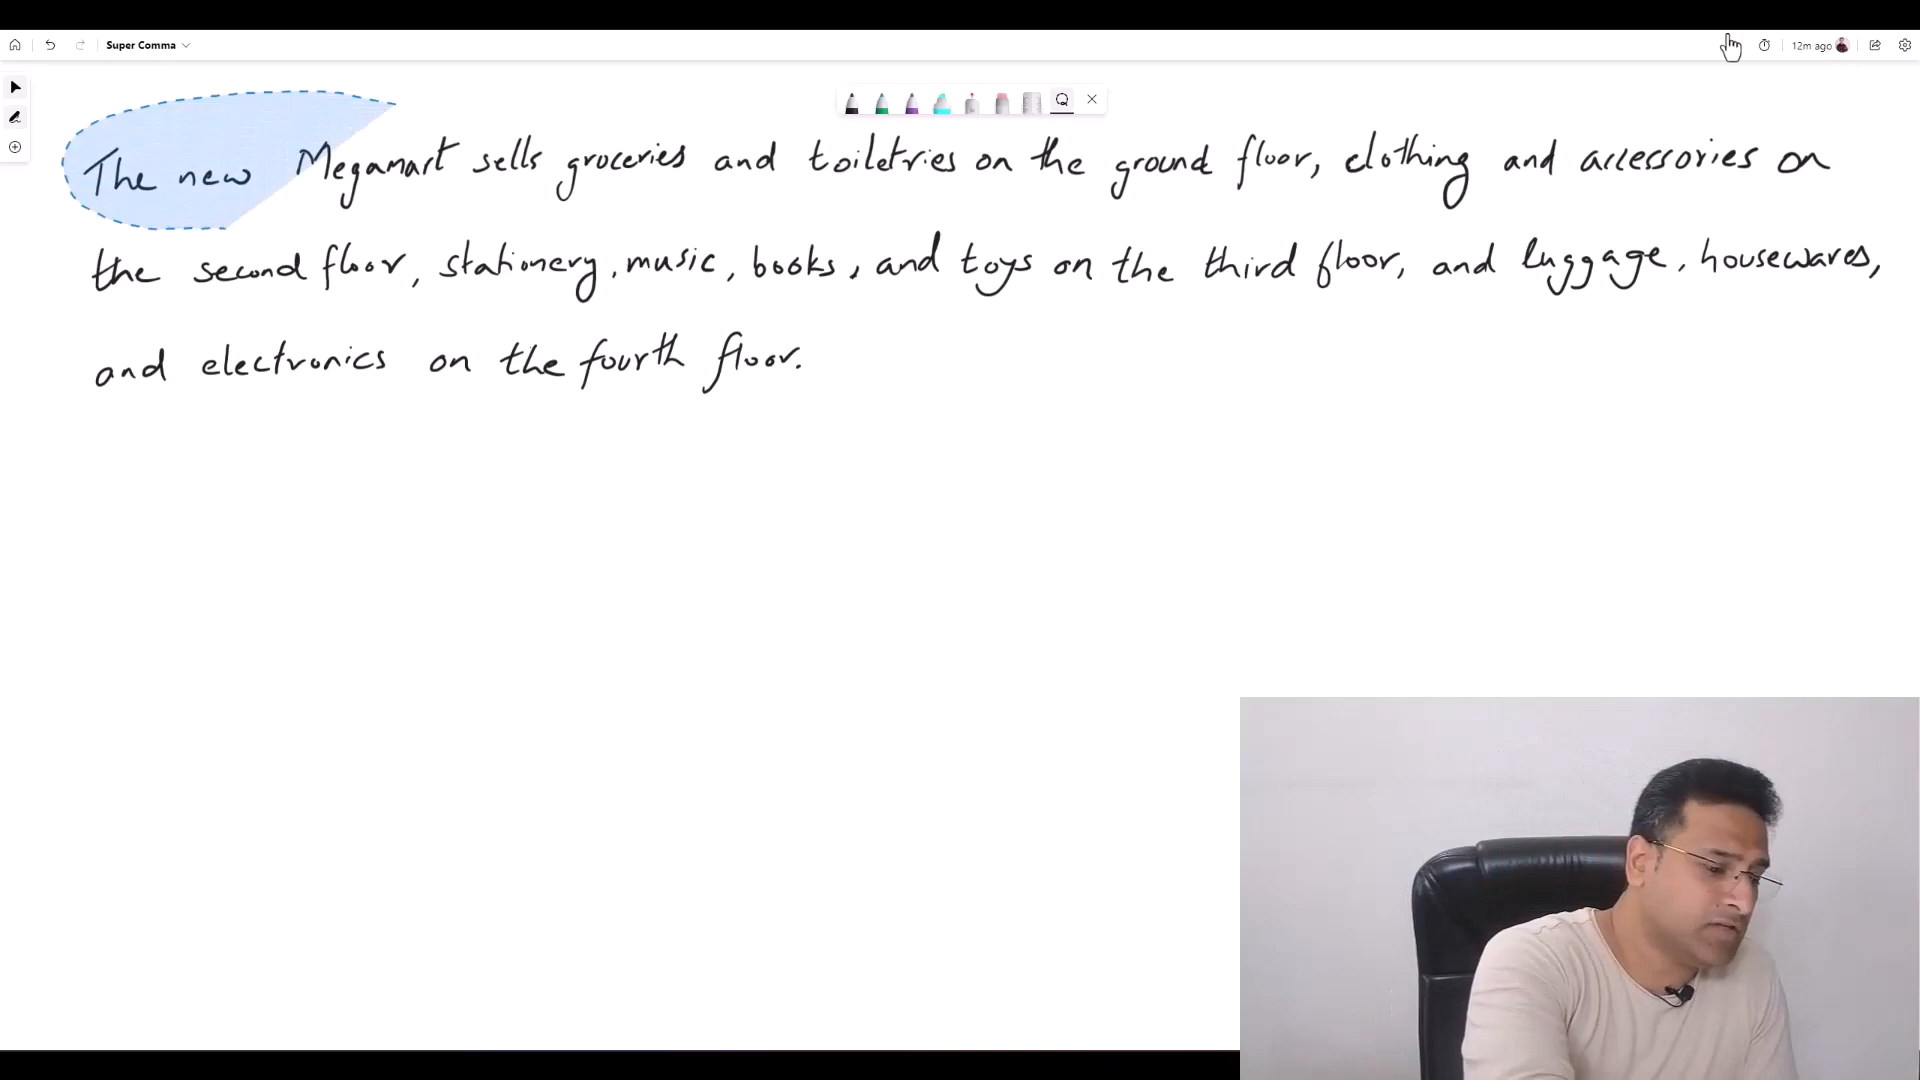 Super Comma
12m ago
The new Megamart sells groceries and toiletries on the ground floor, clothing and accessories on
the second floor, stationery, music, books, and toys on the third floor, and luggage, housewares,
and electronics on the fourth floor.